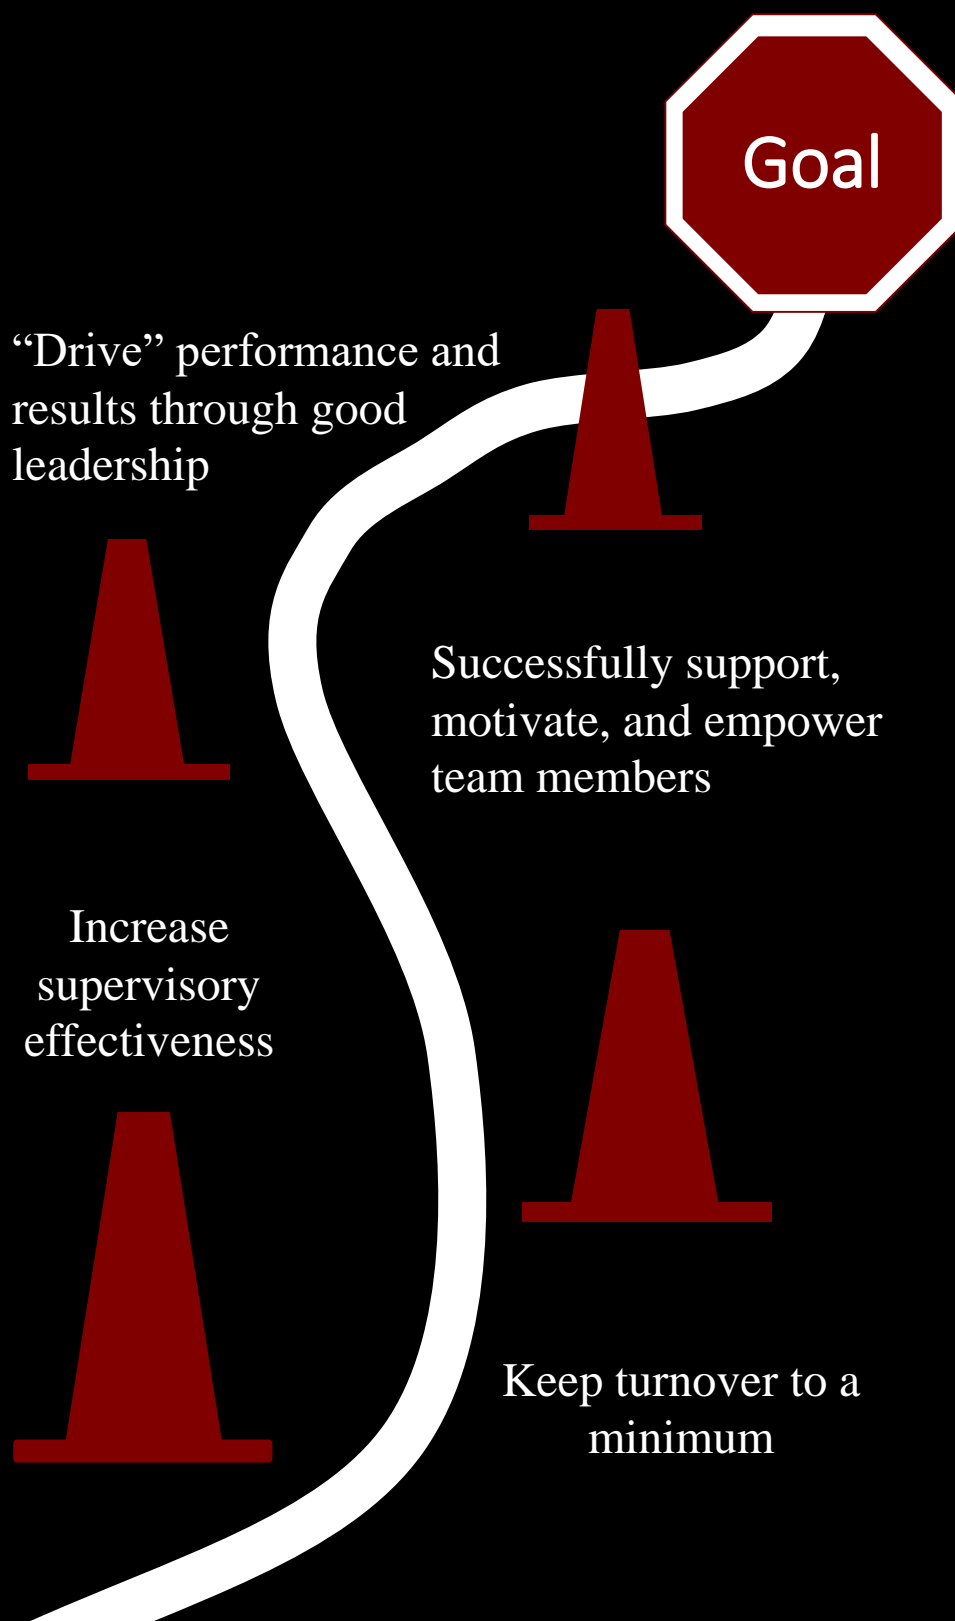 Goal
“Drive” performance and
results through good
leadership
Successfully support,
motivate, and empower
team members
Increase
supervisory
effectiveness
Keep turnover to a
minimum